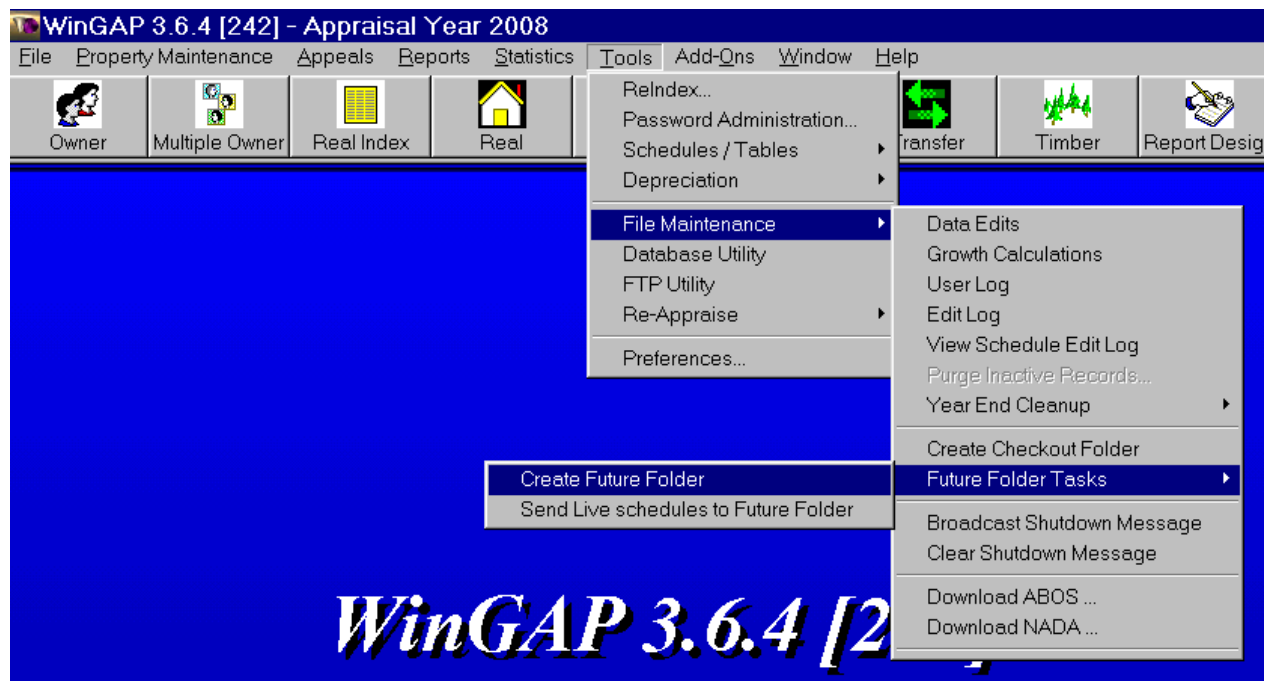 WinGAP 3.6.4 [242] - Appraisal Year 2008
File Property Maintenance Appeals Reports Statistics Tools Add-Ons Window Help
Owner Multiple Owner Real Index Real Timber
ReIndex...
Password Administration...
Schedules / Tables
Depreciation
File Maintenance
Database Utility
FTP Utility
Re-Appraise
Preferences...
Data Edits
Growth Calculations
User Log
Edit Log
View Schedule Edit Log
Purge Inactive Records...
Year End Cleanup
Create Checkout Folder
Future Folder Tasks
Create Future Folder
Send Live schedules to Future Folder
Broadcast Shutdown Message
Clear Shutdown Message
Download ABOS ...
Download NADA ...
WinGAP 3.6.4 [2